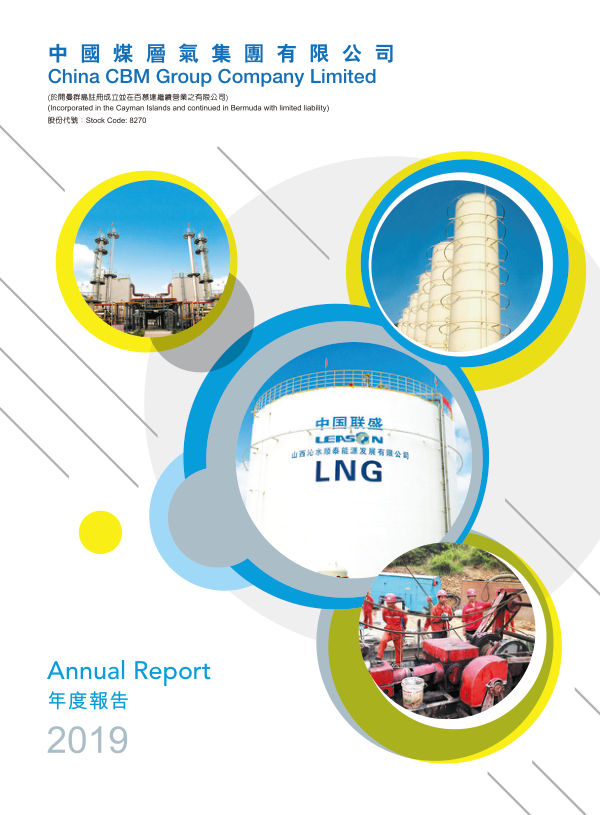 中國煤層氣集團有限公司
China CBM Group Company Limited
(於開曼群島註冊成立並在百慕達繼續營業之有限公司)
(Incorporated in the Cayman Islands and continued in Bermuda with limited liability)
股份代號：Stock Code: 8270
中国联盛
LEASON
山西沁水顺泰能源发展有限公司
LNG
Annual Report
年度報告
2019